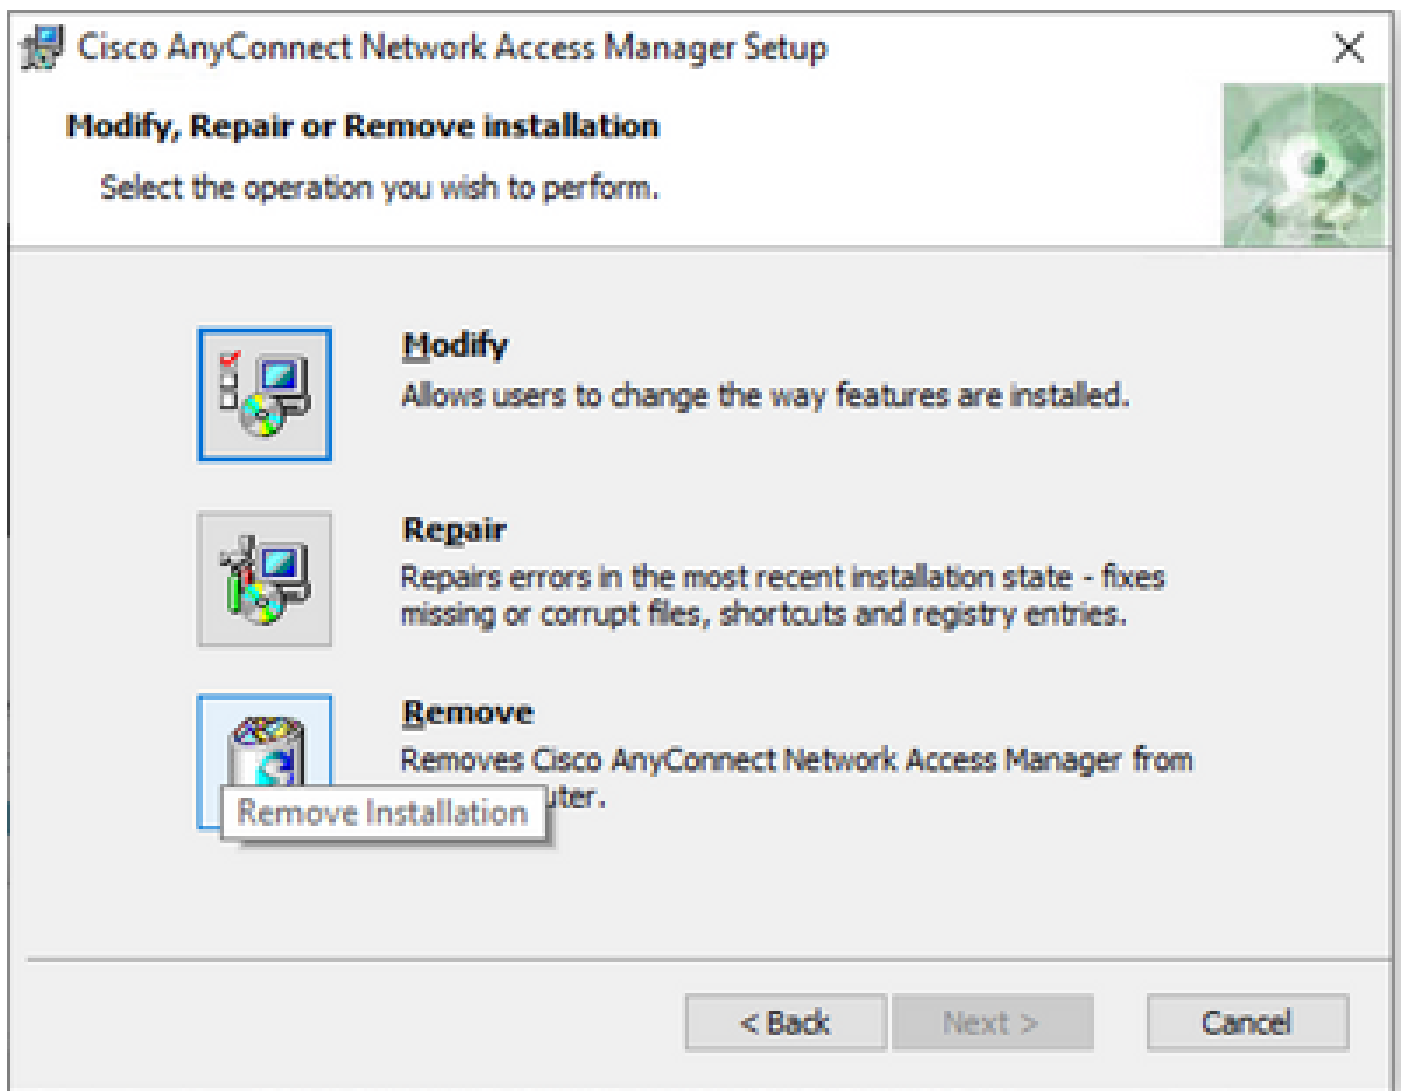 Cisco AnyConnect Network Access Manager Setup
Modify, Repair or Remove installation
Select the operation you wish to perform.
Modify
Allows users to change the way features are installed.
Repair
Repairs errors in the most recent installation state - fixes
missing or corrupt files, shortcuts and registry entries.
Remove
Removes Cisco AnyConnect Network Access Manager from
uter.
Remove Installation
< Back
Next >
Cancel